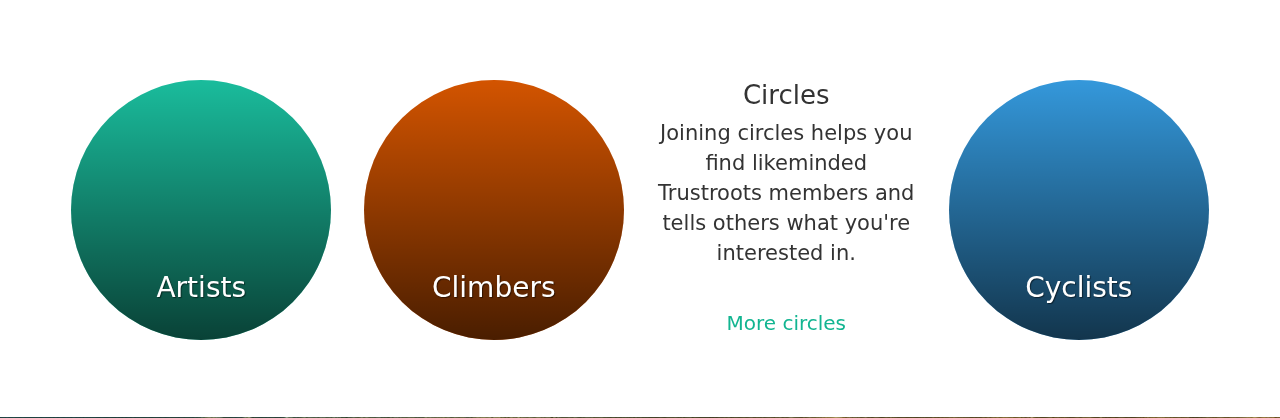 Artists
Climbers
Circles
Joining circles helps you
find likeminded
Trustroots members and
tells others what you're
interested in.
More circles
Cyclists